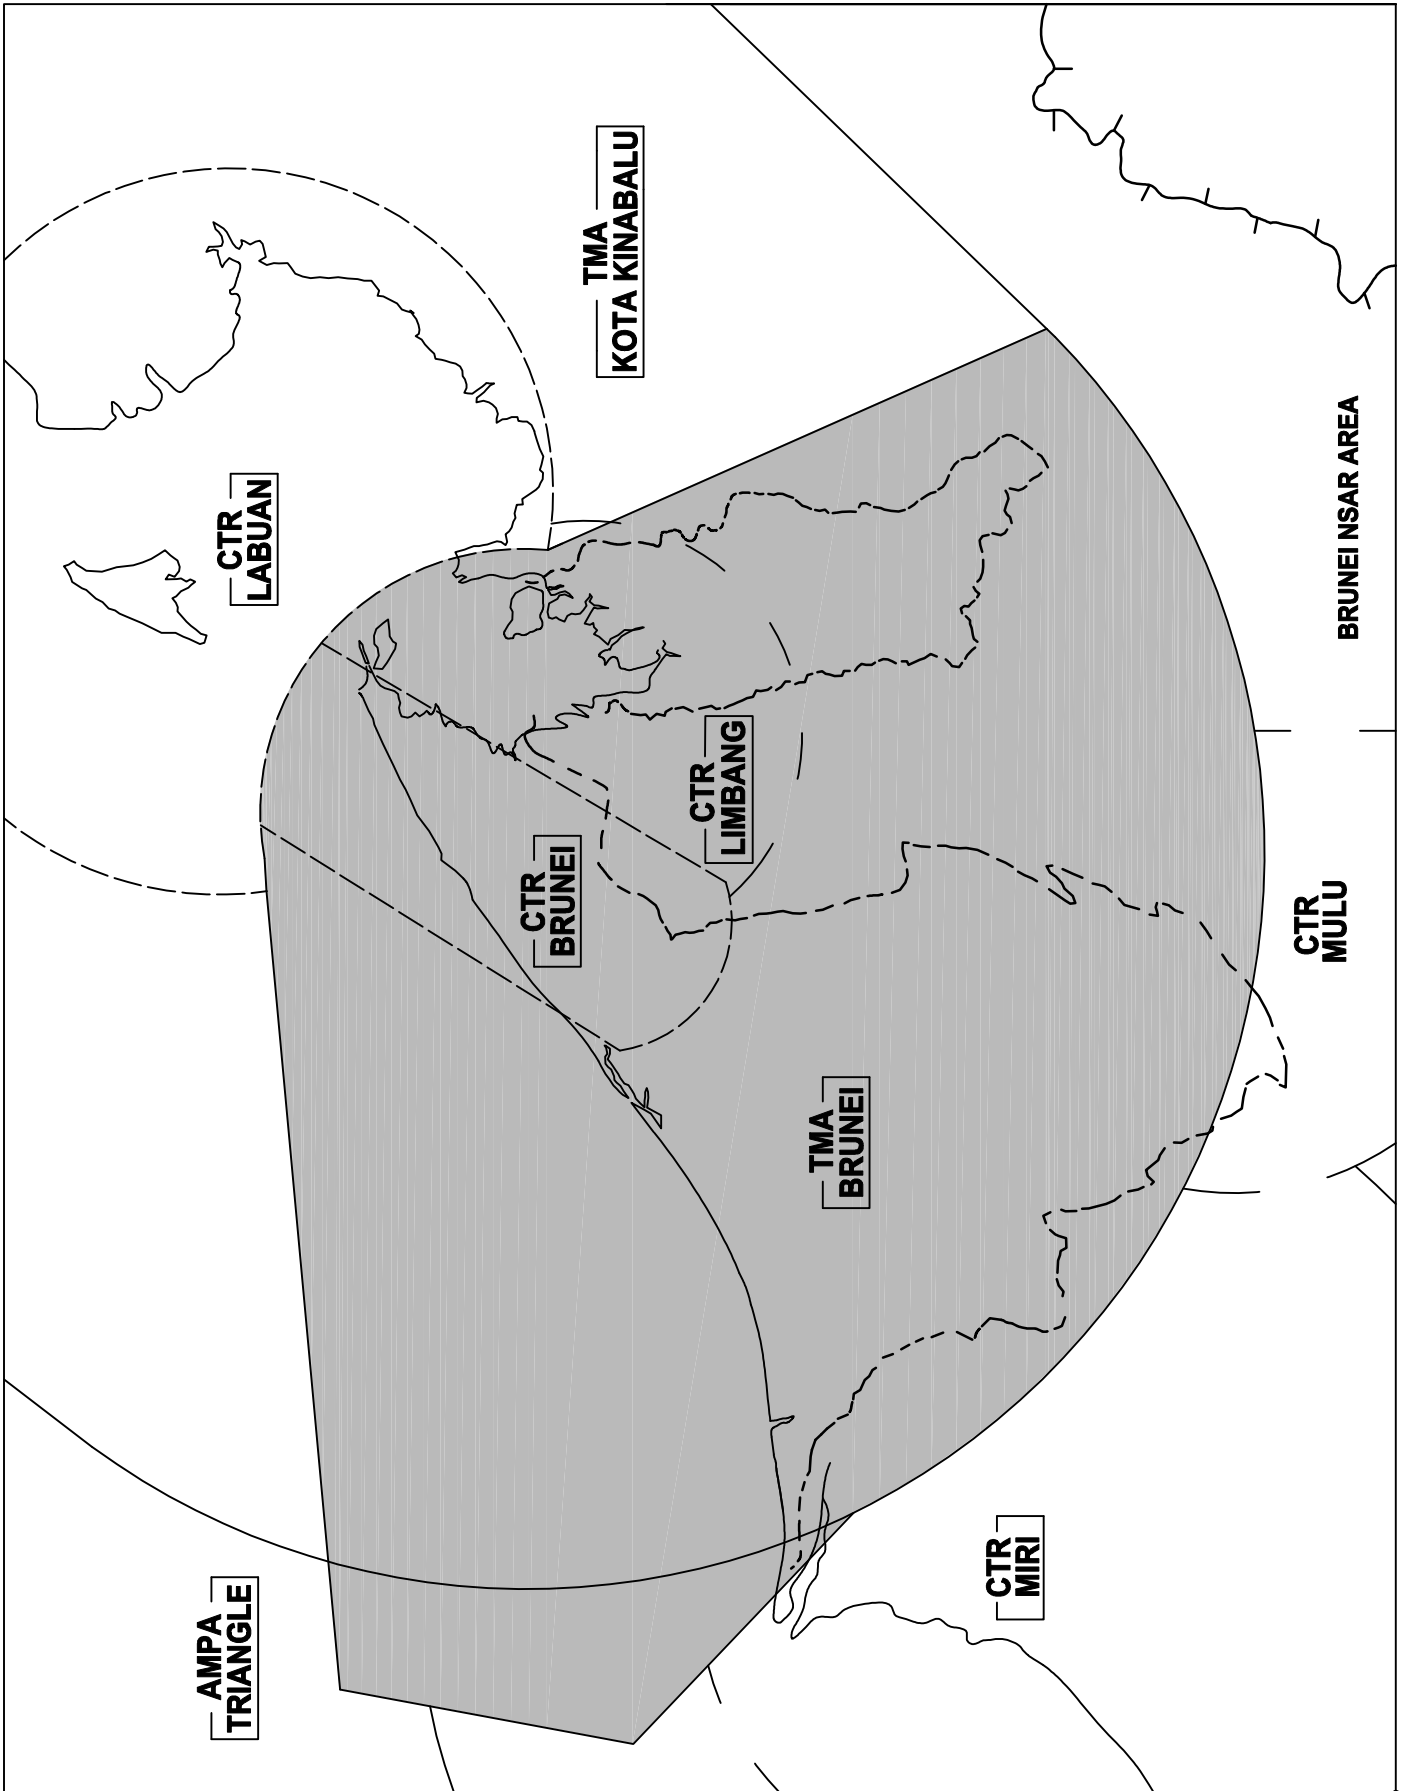 AMPA
TRIANGLE
CTR
LABUAN
CTR
BRUNEI
TMA
KOTA KINABALU
CTR
LIMBANG
TMA
BRUNEI
CTR
MIRI
CTR
MULU
BRUNEI NSAR AREA